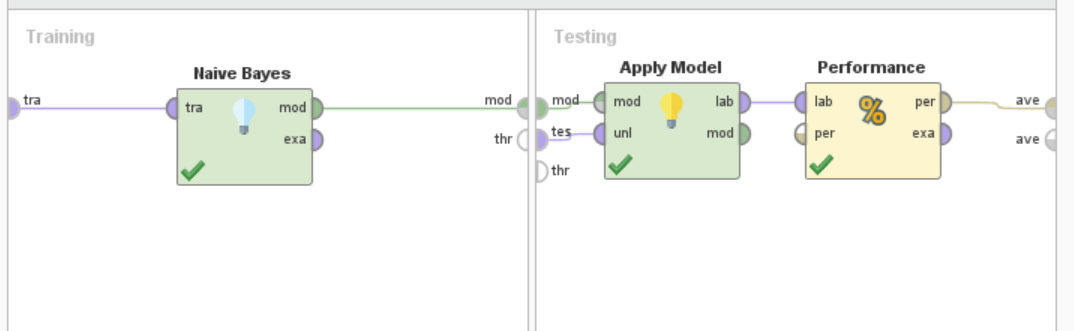 Training
Naive Bayes
tra
tra
mod
exa
mod
thr
Testing
Apply Model
Performance
mod
tes
thr
mod
unl
lab
mod
lab
per
%
per
exa
ave
ave